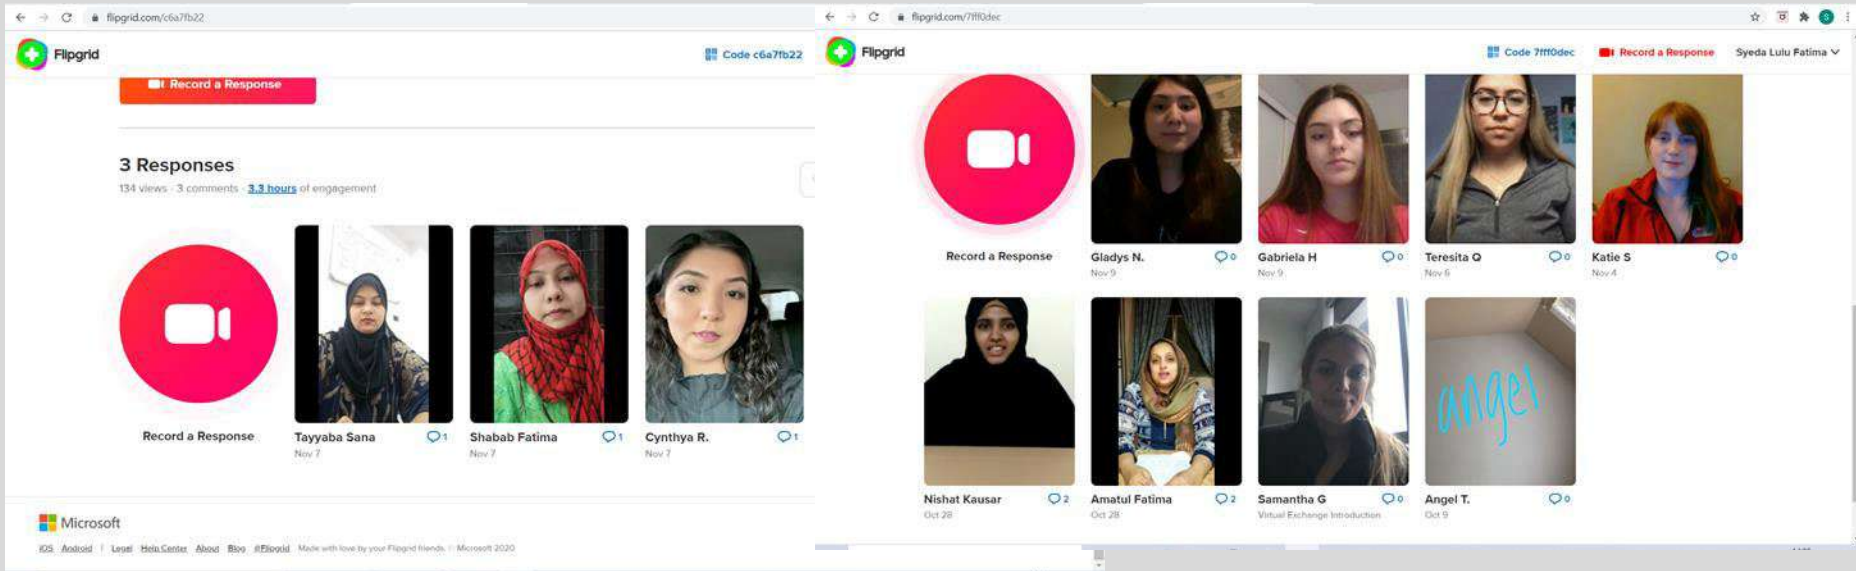 flipgrid.com/c6a7fb22
Flipgrid
Code c6a7fb22
Record a Response
3 Responses
134 views · 3 comments · 3.3 hours of engagement
Record a Response
Tayyaba Sana 1
Nov 7
Shabab Fatima 1
Nov 7
Cynthya R. 1
Nov 7
Microsoft
iOS Android | Legal Help Center About Blog #Flipgrid Made with love by your Flipgrid friends. © Microsoft 2020
flipgrid.com/7fff0dec
S
Flipgrid
Code 7fff0dec
Record a Response
Syeda Lulu Fatima
Record a Response
Gladys N. 0
Nov 9
Gabriela H 0
Nov 9
Teresita Q 0
Nov 6
Katie S 0
Nov 4
angel
Nishat Kausar 2
Oct 28
Amatul Fatima 2
Oct 28
Samantha G 0
Virtual Exchange Introduction
Angel T. 0
Oct 9